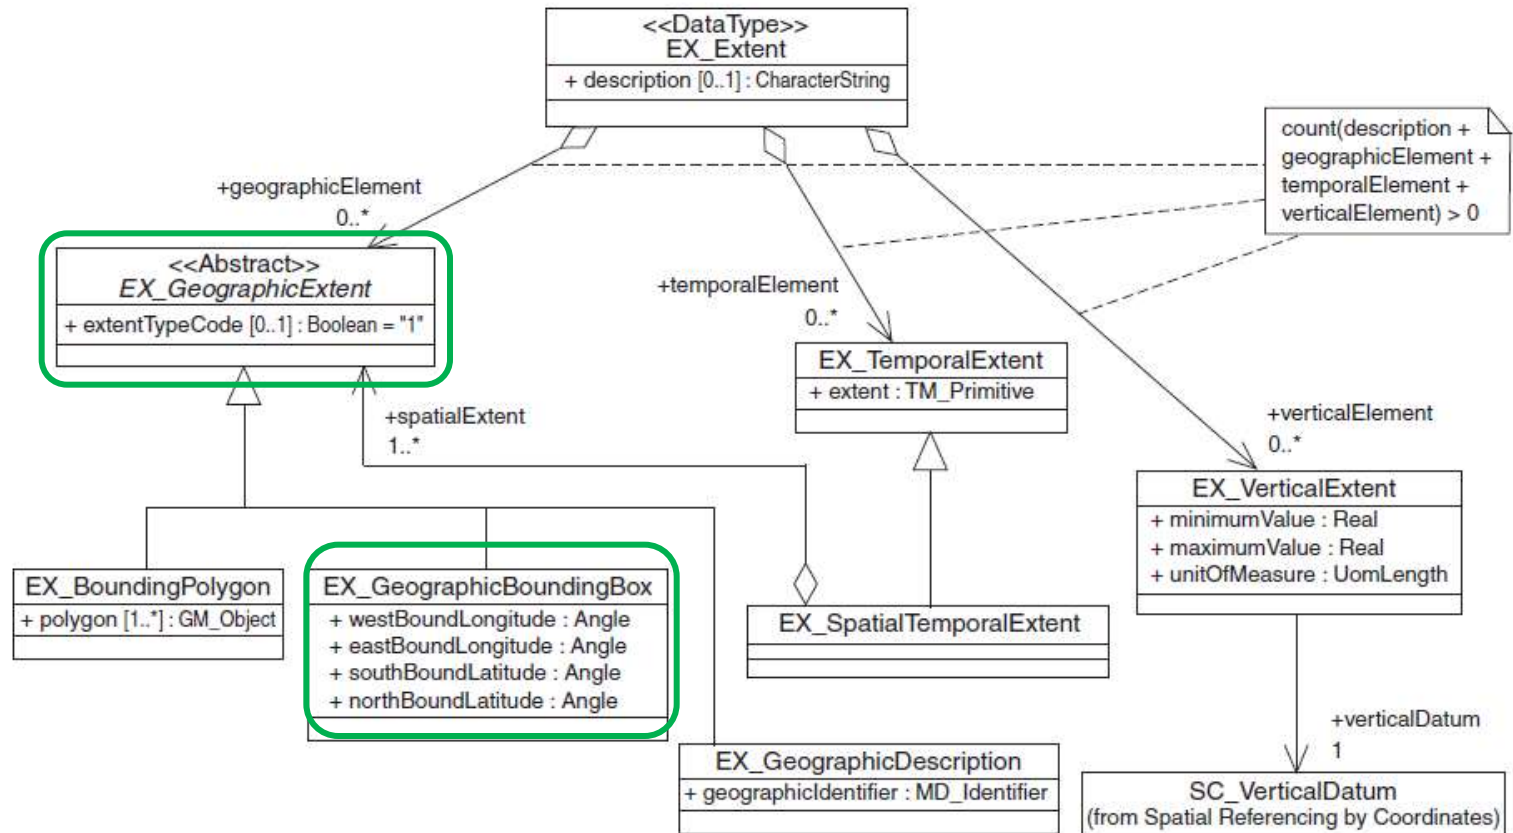 <<DataType>>
EX_Extent
+ description [0..1] : CharacterString
count(description +
geographicElement +
temporalElement +
verticalElement) > 0
+geographicElement
0..*
<<Abstract>>
EX_GeographicExtent
+ extentTypeCode [0..1] : Boolean = "1"
+temporalElement
0..*
EX_TemporalExtent
+ extent : TM_Primitive
+spatialExtent
1..*
+verticalElement
0..*
EX_VerticalExtent
+ minimumValue : Real
+ maximumValue : Real
+ unitOfMeasure : UomLength
EX_BoundingPolygon
+ polygon [1..*] : GM_Object
EX_GeographicBoundingBox
+ westBoundLongitude : Angle
+ eastBoundLongitude : Angle
+ southBoundLatitude : Angle
+ northBoundLatitude : Angle
EX_SpatialTemporalExtent
+verticalDatum
1
EX_GeographicDescription
+ geographicIdentifier : MD_Identifier
SC_VerticalDatum
(from Spatial Referencing by Coordinates)